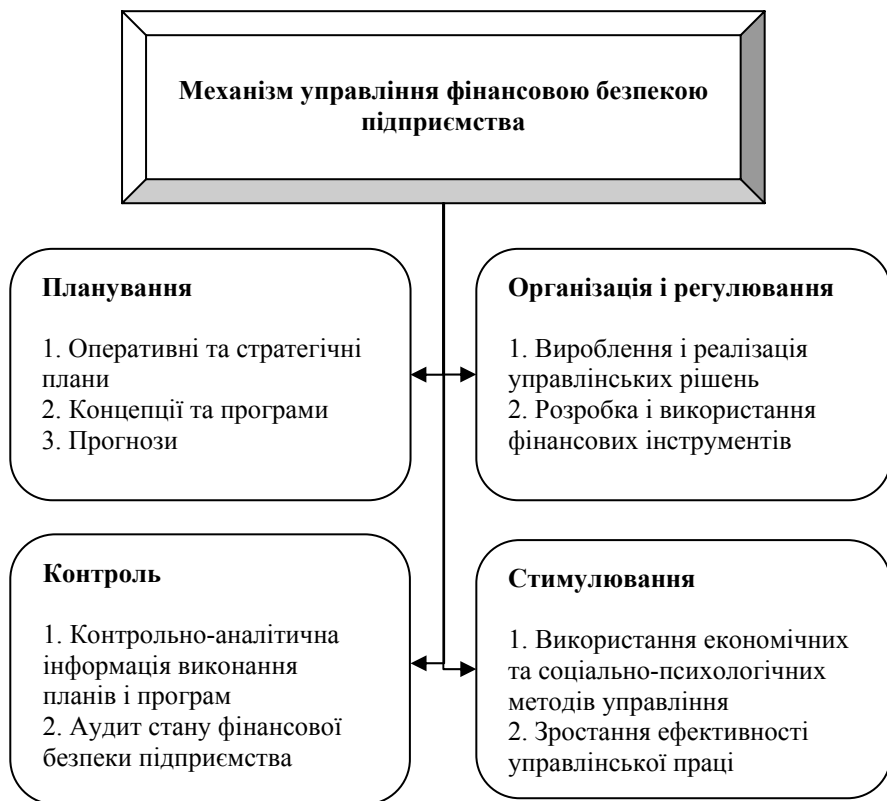 Механізм управління фінансовою безпекою
підприємства
Планування
1. Оперативні та стратегічні
плани
2. Концепції та програми
3. Прогнози
Організація і регулювання
1. Вироблення і реалізація
управлінських рішень
2. Розробка і використання
фінансових інструментів
Контроль
1. Контрольно-аналітична
інформація виконання
планів і програм
2. Аудит стану фінансової
безпеки підприємства
Стимулювання
1. Використання економічних
та соціально-психологічних
методів управління
2. Зростання ефективності
управлінської праці